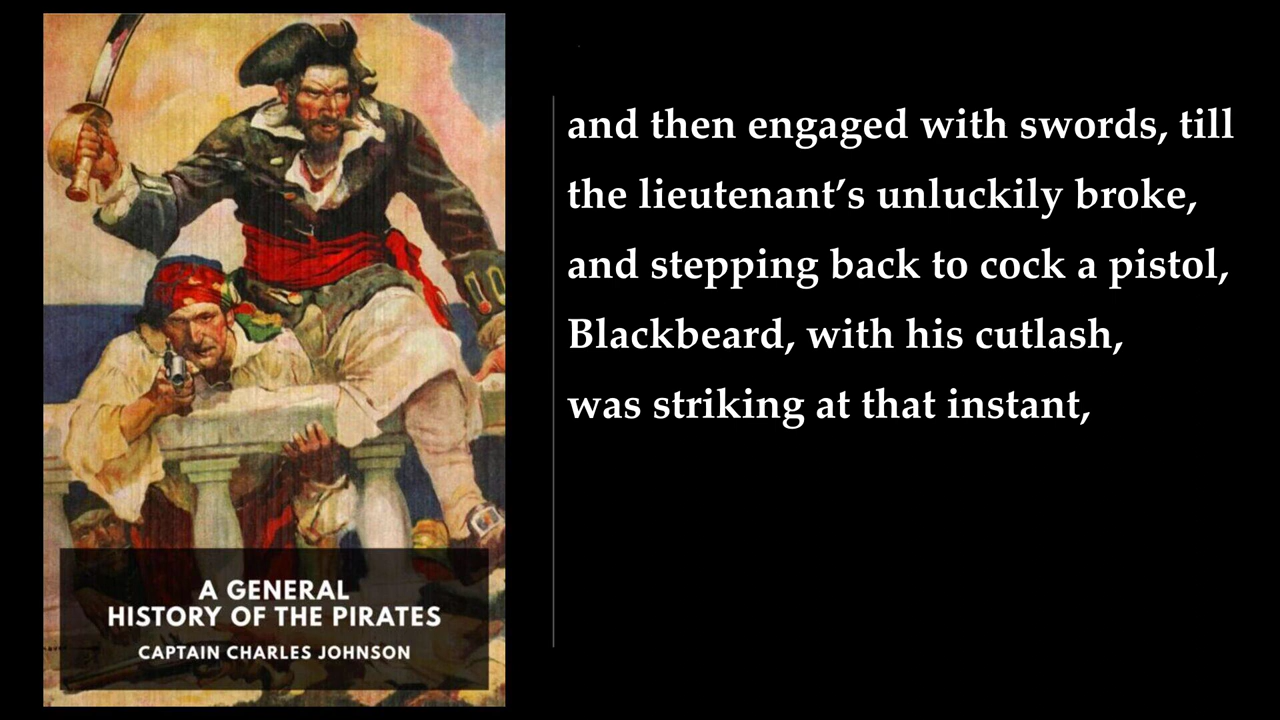 A GENERAL
HISTORY OF THE PIRATES
CAPTAIN CHARLES JOHNSON
and then engaged with swords, till
the lieutenant’s unluckily broke,
and stepping back to cock a pistol,
Blackbeard, with his cutlash,
was striking at that instant,